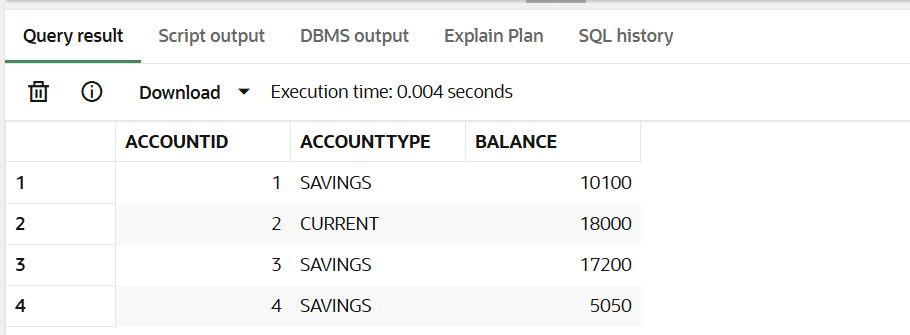 Query result Script output DBMS output Explain Plan SQL history
Download Execution time: 0.004 seconds
ACCOUNTID ACCOUNTTYPE BALANCE
1 1 SAVINGS 10100
2 2 CURRENT 18000
3 3 SAVINGS 17200
4 4 SAVINGS 5050